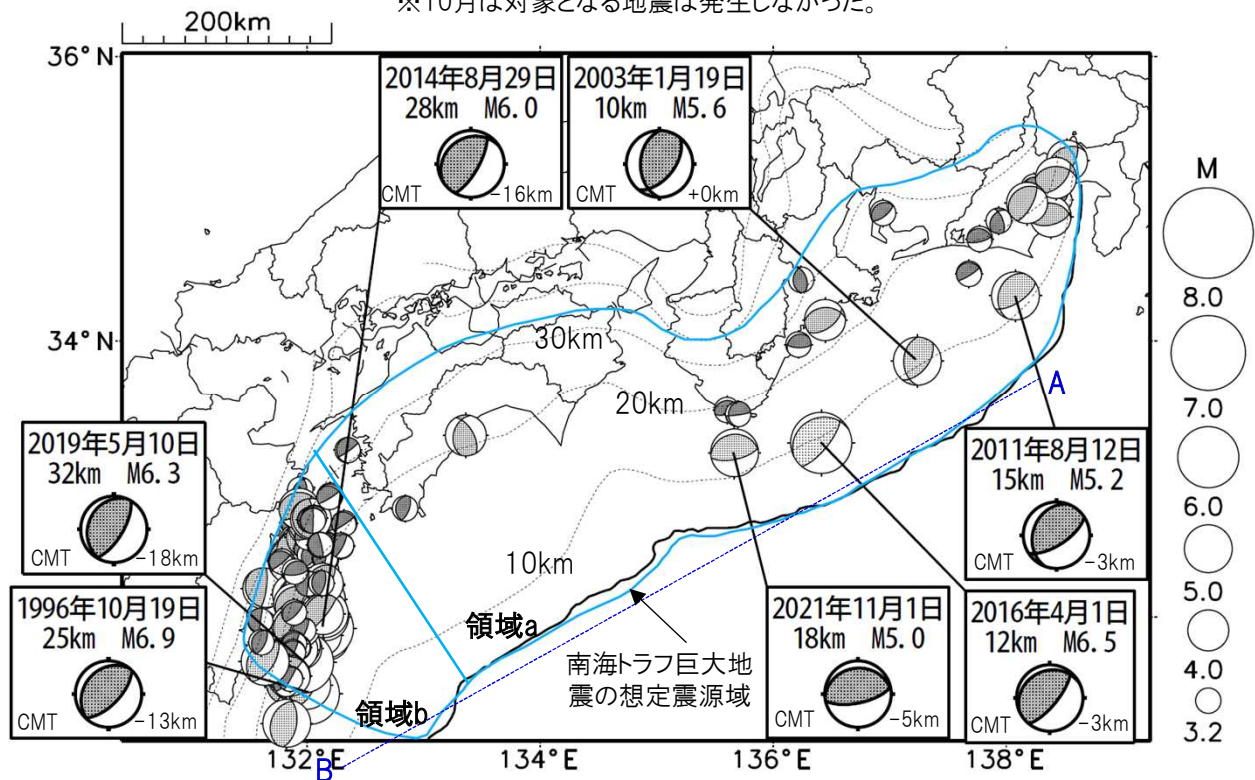 ※10月は対象となる地震は発生しなかった。
200km
36°N
2014年8月29日
28km M6.0
CMT
-16km
2003年1月19日
10km M5.6
CMT
+0km
M
8.0
7.0
6.0
5.0
4.0
3.2
34°N
30km
20km
10km
A
2019年5月10日
32km M6.3
CMT
-18km
2011年8月12日
15km M5.2
CMT
-3km
1996年10月19日
25km M6.9
CMT
-13km
領域a
領域b
南海トラフ巨大地
震の想定震源域
2021年11月1日
18km M5.0
CMT
-5km
2016年4月1日
12km M6.5
CMT
-3km
132°E
B
134°E
136°E
138°E